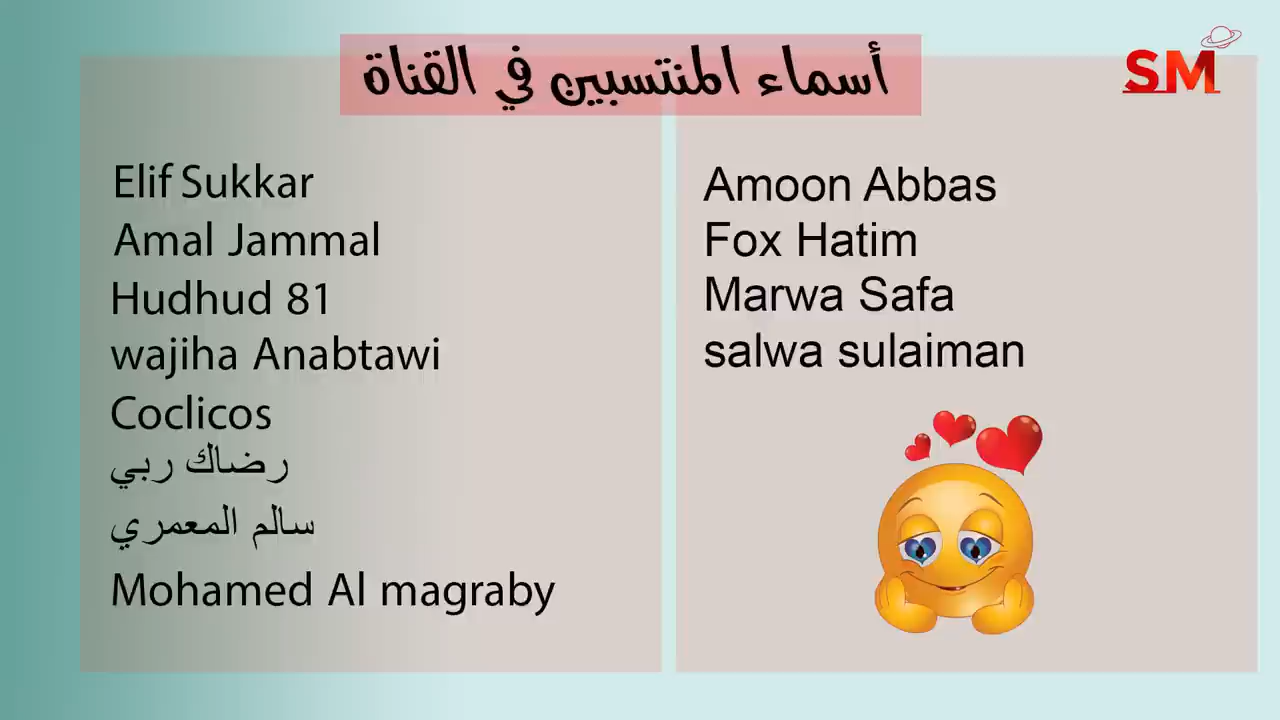 أسماء المنتسبين في القناة
SM
Elif Sukkar
Amal Jammal
Hudhud 81
wajiha Anabtawi
Coclicos
رضاك ربي
سالم المعمري
Mohamed Al magraby
Amoon Abbas
Fox Hatim
Marwa Safa
salwa sulaiman